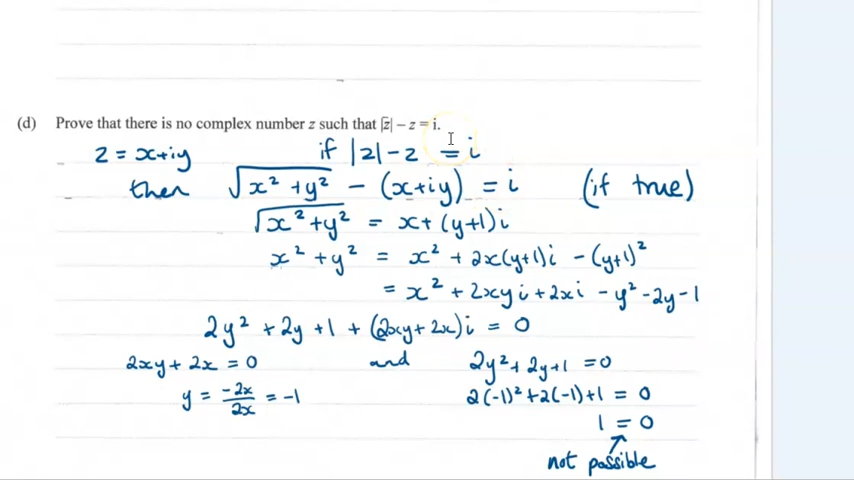 (d) Prove that there is no complex number z such that |z̅| − z = i.
z = x+iy if |z| - z = i
then √(x² + y²) - (x+iy) = i (if true)
√(x² + y²) = x + (y+1)i
x² + y² = x² + 2x(y+1)i - (y+1)²
= x² + 2xyi + 2xi - y² - 2y - 1
2y² + 2y + 1 + (2xy + 2x)i = 0
2xy + 2x = 0 and 2y² + 2y + 1 = 0
y = -2x/2x = -1 2(-1)² + 2(-1) + 1 = 0
1 = 0
not possible